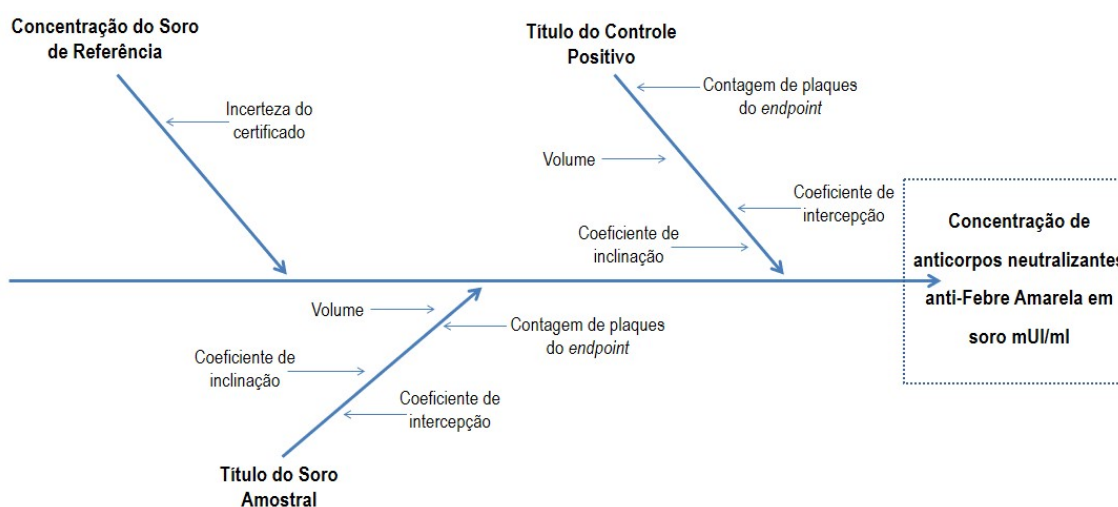 Concentração do Soro
de Referência
Incerteza do
certificado
Título do Controle
Positivo
Contagem de plaques
do endpoint
Volume
Coeficiente de
intercepção
Coeficiente de
inclinação
Volume
Contagem de plaques
do endpoint
Coeficiente de
inclinação
Coeficiente de
intercepção
Título do Soro
Amostral
Concentração de
anticorpos neutralizantes
anti-Febre Amarela em
soro mUI/ml